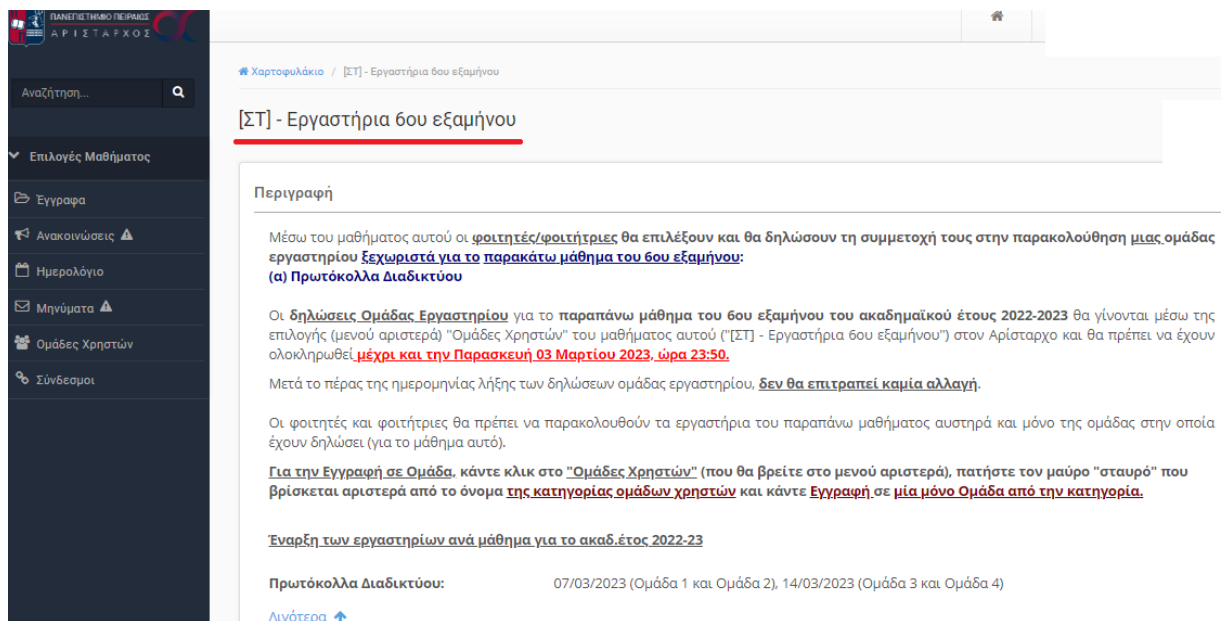 ΠΑΝΕΠΙΣΤΗΜΙΟ ΠΕΙΡΑΙΩΣ
ΑΡΙΣΤΑΡΧΟΣ
Αναζήτηση...
Επιλογές Μαθήματος
Έγγραφα
Ανακοινώσεις
Ημερολόγιο
Μηνύματα
Ομάδες Χρηστών
Σύνδεσμοι
Χαρτοφυλάκιο / [ΣΤ] - Εργαστήρια 6ου εξαμήνου
[ΣΤ] - Εργαστήρια 6ου εξαμήνου
Περιγραφή
Μέσω του μαθήματος αυτού οι φοιτητές/φοιτήτριες θα επιλέξουν και θα δηλώσουν τη συμμετοχή τους στην παρακολούθηση μιας ομάδας
εργαστηρίου ξεχωριστά για το παρακάτω μάθημα του 6ου εξαμήνου:
(α) Πρωτόκολλα Διαδικτύου
Οι δηλώσεις Ομάδας Εργαστηρίου για το παραπάνω μάθημα του 6ου εξαμήνου του ακαδημαϊκού έτους 2022-2023 θα γίνονται μέσω της
επιλογής (μενού αριστερά) "Ομάδες Χρηστών" του μαθήματος αυτού ("[ΣΤ] - Εργαστήρια 6ου εξαμήνου") στον Αρίσταρχο και θα πρέπει να έχουν
ολοκληρωθεί μέχρι και την Παρασκευή 03 Μαρτίου 2023, ώρα 23:50.
Μετά το πέρας της ημερομηνίας λήξης των δηλώσεων ομάδας εργαστηρίου, δεν θα επιτραπεί καμία αλλαγή.
Οι φοιτητές και φοιτήτριες θα πρέπει να παρακολουθούν τα εργαστήρια του παραπάνω μαθήματος αυστηρά και μόνο της ομάδας στην οποία
έχουν δηλώσει (για το μάθημα αυτό).
Για την Εγγραφή σε Ομάδα, κάντε κλικ στο "Ομάδες Χρηστών" (που θα βρείτε στο μενού αριστερά), πατήστε τον μαύρο "σταυρό" που
βρίσκεται αριστερά από το όνομα της κατηγορίας ομάδων χρηστών και κάντε Εγγραφή σε μία μόνο Ομάδα από την κατηγορία.
Έναρξη των εργαστηρίων ανά μάθημα για το ακαδ.έτος 2022-23
Πρωτόκολλα Διαδικτύου: 07/03/2023 (Ομάδα 1 και Ομάδα 2), 14/03/2023 (Ομάδα 3 και Ομάδα 4)
Λιγότερα